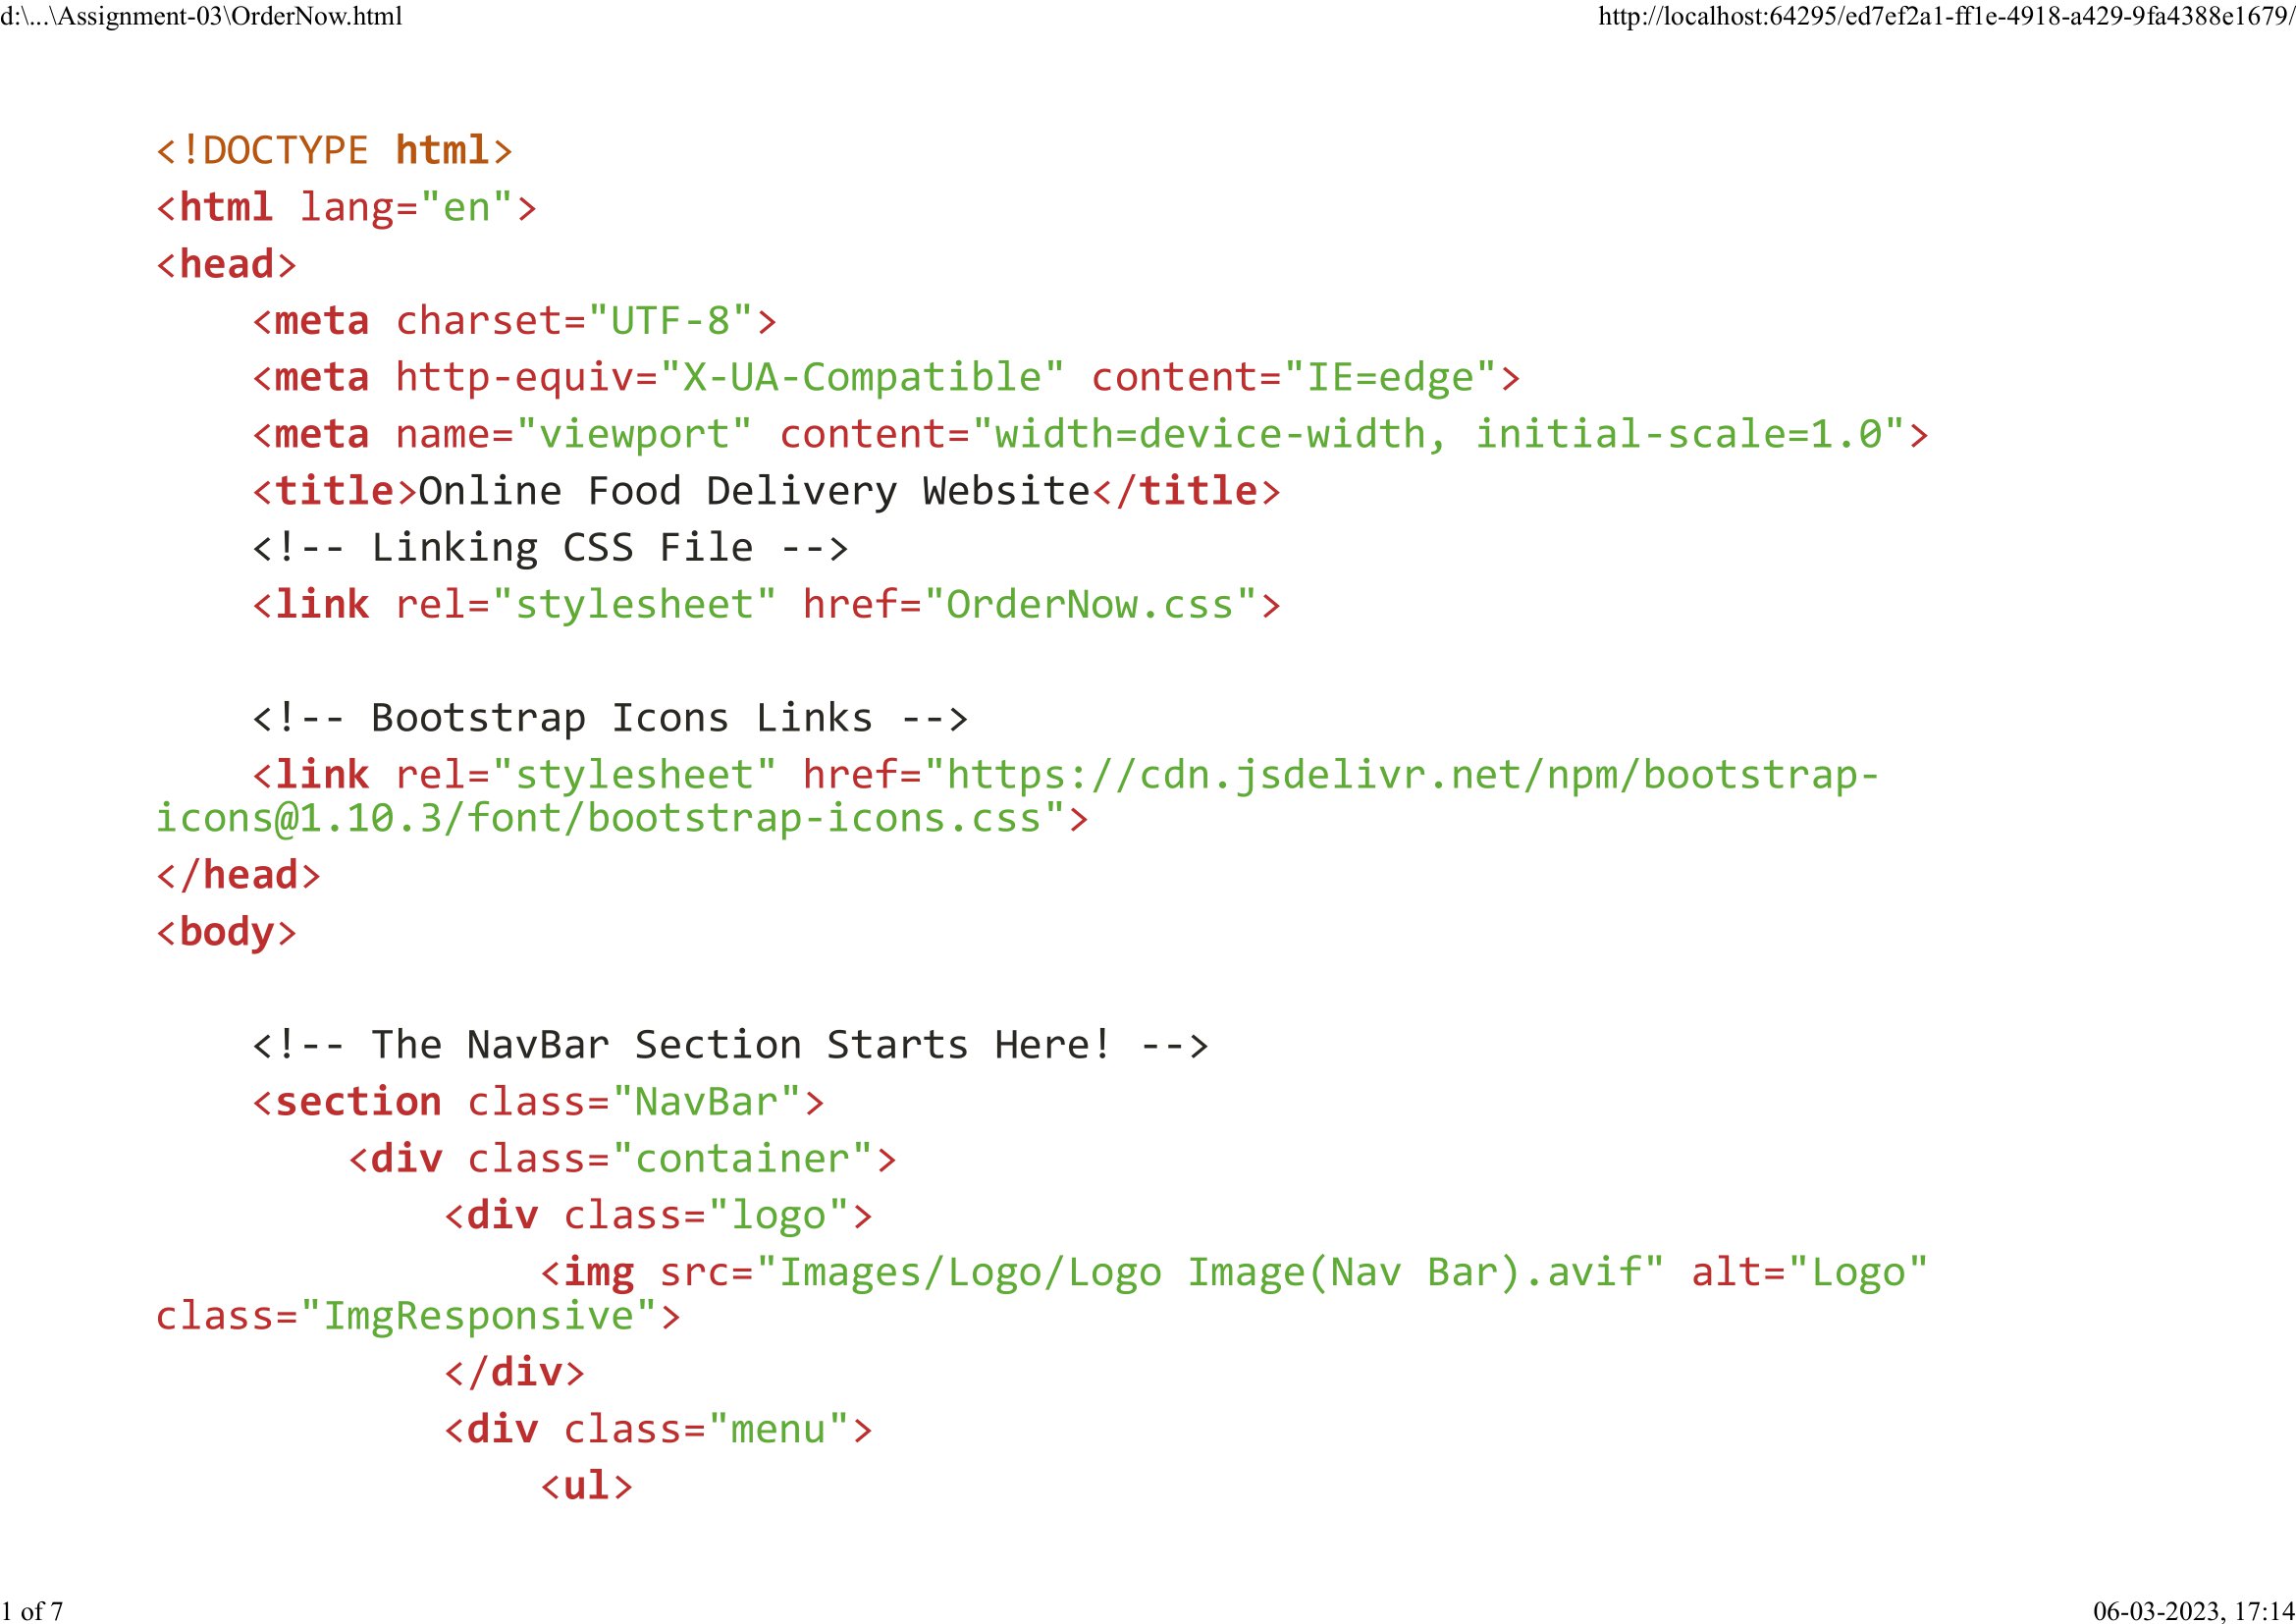 d:\...\Assignment-03\OrderNow.html
http://localhost:64295/ed7ef2a1-ff1e-4918-a429-9fa4388e1679/
<!DOCTYPE html>
<html lang="en">
<head>
    <meta charset="UTF-8">
    <meta http-equiv="X-UA-Compatible" content="IE=edge">
    <meta name="viewport" content="width=device-width, initial-scale=1.0">
    <title>Online Food Delivery Website</title>
    <!-- Linking CSS File -->
    <link rel="stylesheet" href="OrderNow.css">

    <!-- Bootstrap Icons Links -->
    <link rel="stylesheet" href="https://cdn.jsdelivr.net/npm/bootstrap-
icons@1.10.3/font/bootstrap-icons.css">
</head>
<body>

    <!-- The NavBar Section Starts Here! -->
    <section class="NavBar">
        <div class="container">
            <div class="logo">
                <img src="Images/Logo/Logo Image(Nav Bar).avif" alt="Logo"
class="ImgResponsive">
            </div>
            <div class="menu">
                <ul>
1 of 7
06-03-2023, 17:14